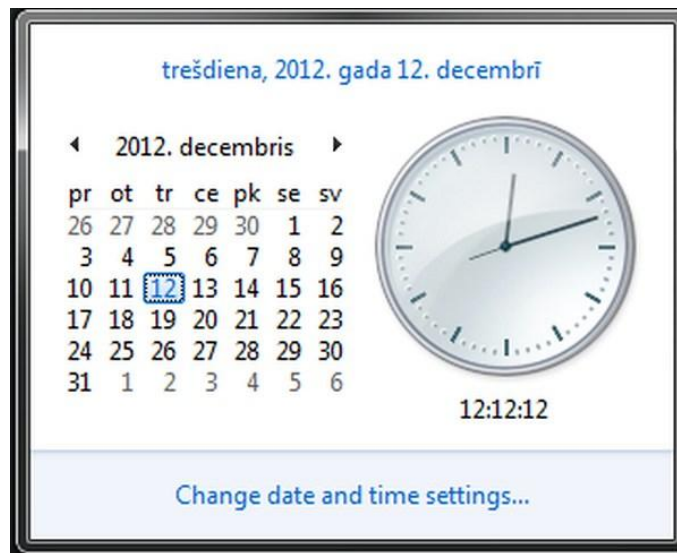 trešdiena, 2012. gada 12. decembrī
2012. decembris
pr ot tr ce pk se sv
26 27 28 29 30 1 2
3 4 5 6 7 8 9
10 11 12 13 14 15 16
17 18 19 20 21 22 23
24 25 26 27 28 29 30
31 1 2 3 4 5 6
12:12:12
Change date and time settings...